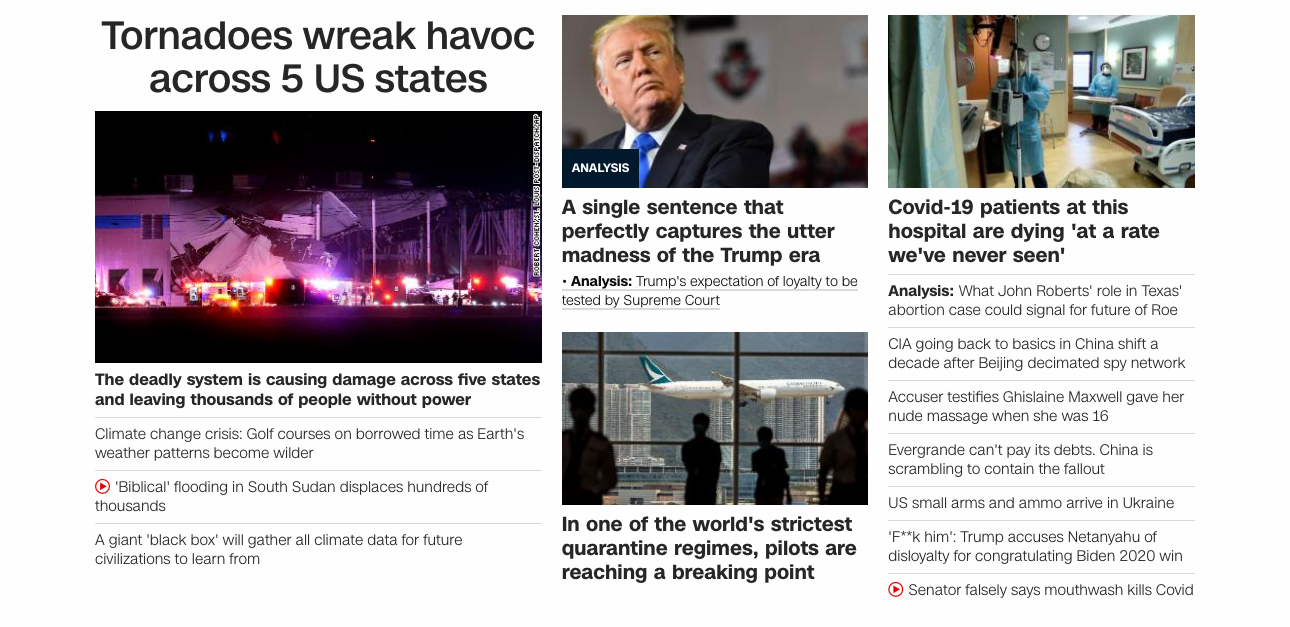 Tornadoes wreak havoc
across 5 US states
ROBERT COHEN/ST. LOUIS POST-DISPATCH/AP
The deadly system is causing damage across five states
and leaving thousands of people without power
Climate change crisis: Golf courses on borrowed time as Earth's
weather patterns become wilder
'Biblical' flooding in South Sudan displaces hundreds of
thousands
A giant 'black box' will gather all climate data for future
civilizations to learn from
ANALYSIS
A single sentence that
perfectly captures the utter
madness of the Trump era
• Analysis: Trump's expectation of loyalty to be
tested by Supreme Court
CATHAY PACIFIC
In one of the world's strictest
quarantine regimes, pilots are
reaching a breaking point
Covid-19 patients at this
hospital are dying 'at a rate
we've never seen'
Analysis: What John Roberts' role in Texas'
abortion case could signal for future of Roe
CIA going back to basics in China shift a
decade after Beijing decimated spy network
Accuser testifies Ghislaine Maxwell gave her
nude massage when she was 16
Evergrande can't pay its debts. China is
scrambling to contain the fallout
US small arms and ammo arrive in Ukraine
'F**k him': Trump accuses Netanyahu of
disloyalty for congratulating Biden 2020 win
Senator falsely says mouthwash kills Covid